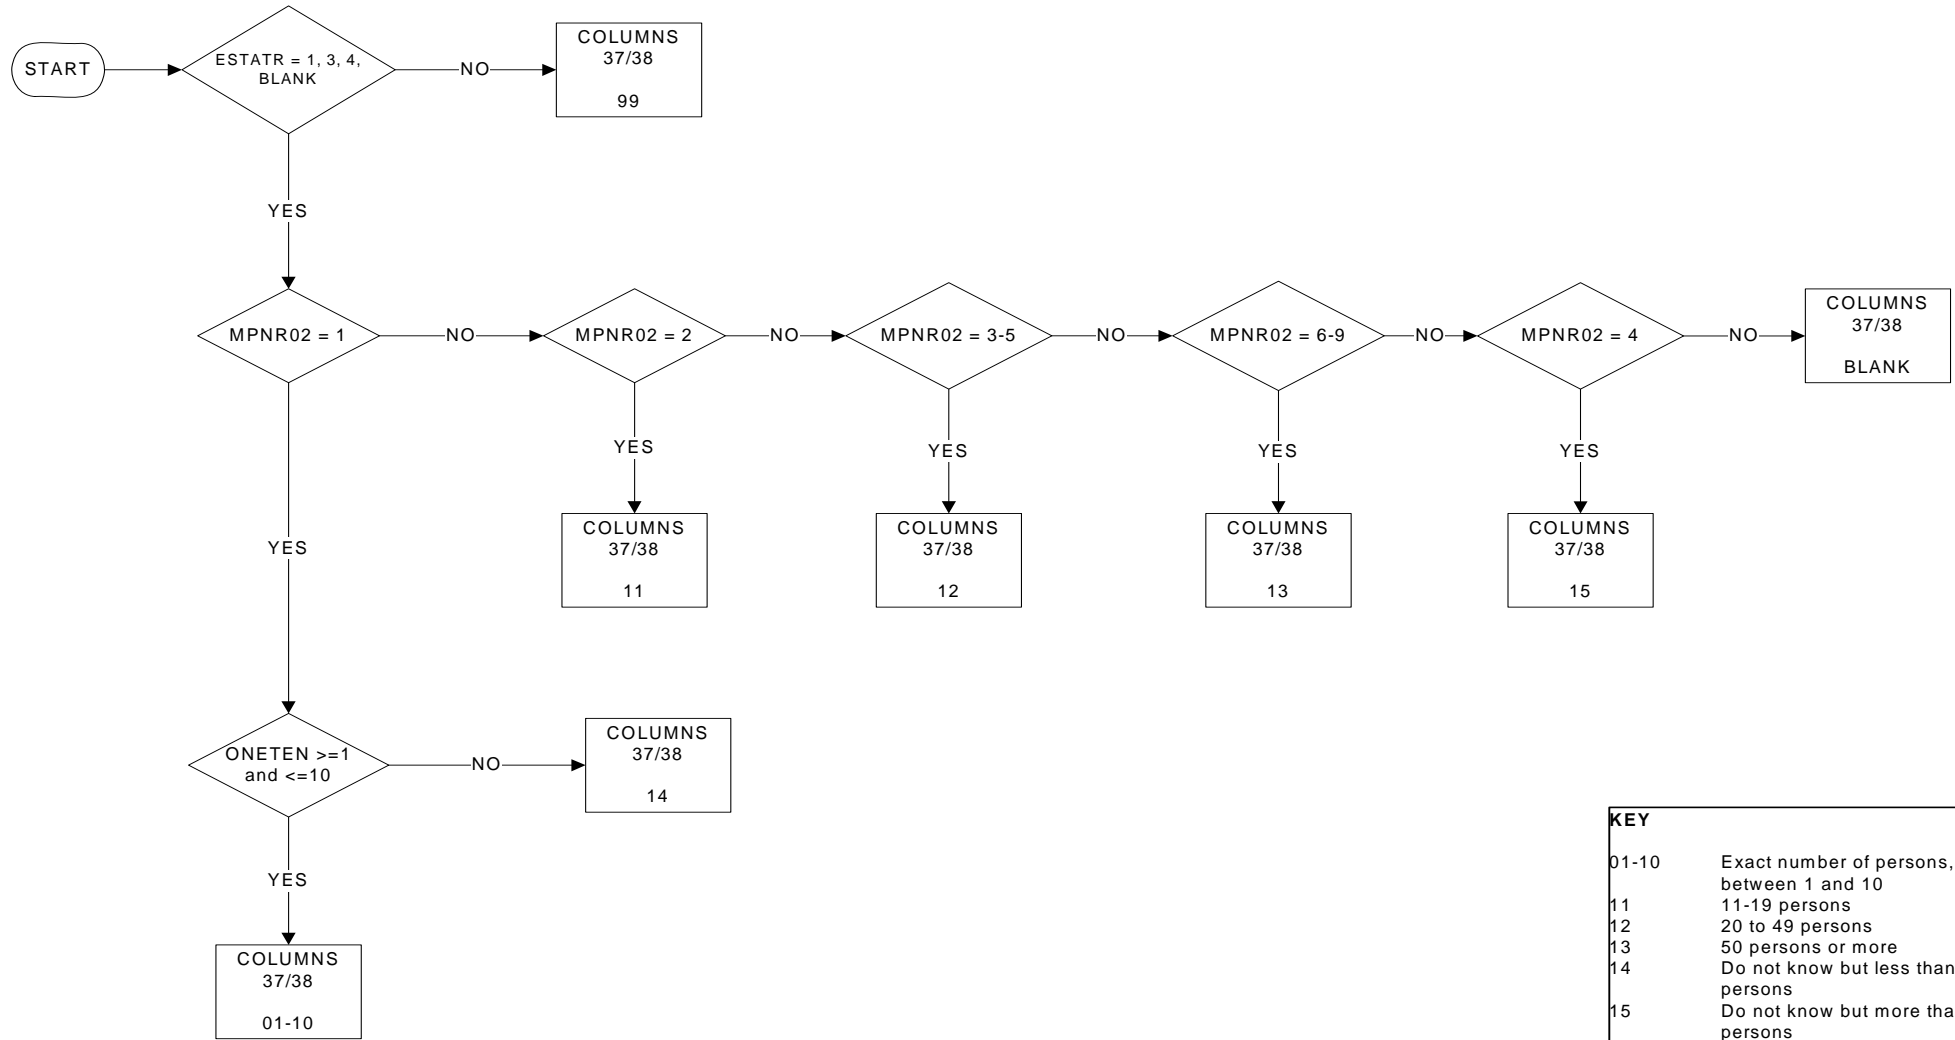 START
ESTATR = 1, 3, 4,
BLANK
NO
COLUMNS
37/38
99
YES
MPNR02 = 1
NO
MPNR02 = 2
NO
MPNR02 = 3-5
NO
MPNR02 = 6-9
NO
MPNR02 = 4
NO
COLUMNS
37/38
BLANK
YES
COLUMNS
37/38
11
YES
COLUMNS
37/38
12
YES
COLUMNS
37/38
13
YES
COLUMNS
37/38
15
YES
ONETEN >=1
and <=10
NO
COLUMNS
37/38
14
YES
COLUMNS
37/38
01-10
KEY
01-10 Exact number of persons,
between 1 and 10
11 11-19 persons
12 20 to 49 persons
13 50 persons or more
14 Do not know but less than
persons
15 Do not know but more
persons